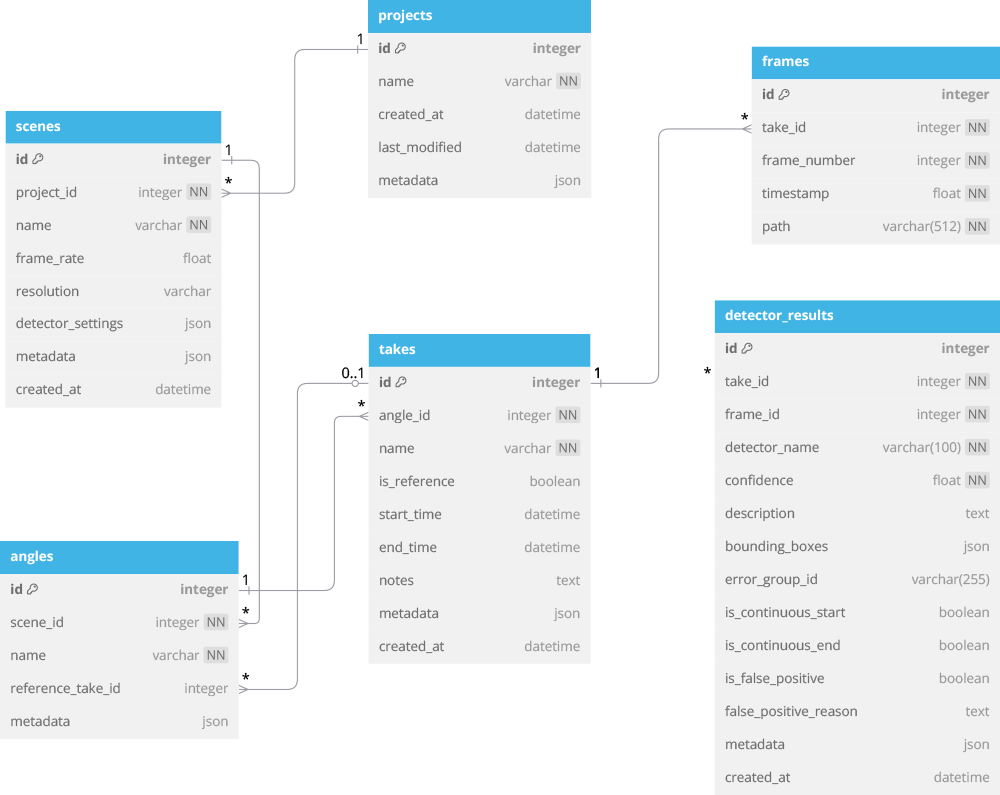 projects
id integer
name varchar NN
created_at datetime
last_modified datetime
metadata json
frames
id integer
take_id integer NN
frame_number integer NN
timestamp float NN
path varchar(512) NN
scenes
id integer
project_id integer NN
name varchar NN
frame_rate float
resolution varchar
detector_settings json
metadata json
created_at datetime
1
*
1
*
detector_results
id integer
take_id integer NN
frame_id integer NN
detector_name varchar(100) NN
confidence float NN
description text
bounding_boxes json
error_group_id varchar(255)
is_continuous_start boolean
is_continuous_end boolean
is_false_positive boolean
false_positive_reason text
metadata json
created_at datetime
takes
id integer
angle_id integer NN
name varchar NN
is_reference boolean
start_time datetime
end_time datetime
notes text
metadata json
created_at datetime
0..1
*
1
*
angles
id integer
scene_id integer NN
name varchar NN
reference_take_id integer
metadata json
1
*
*